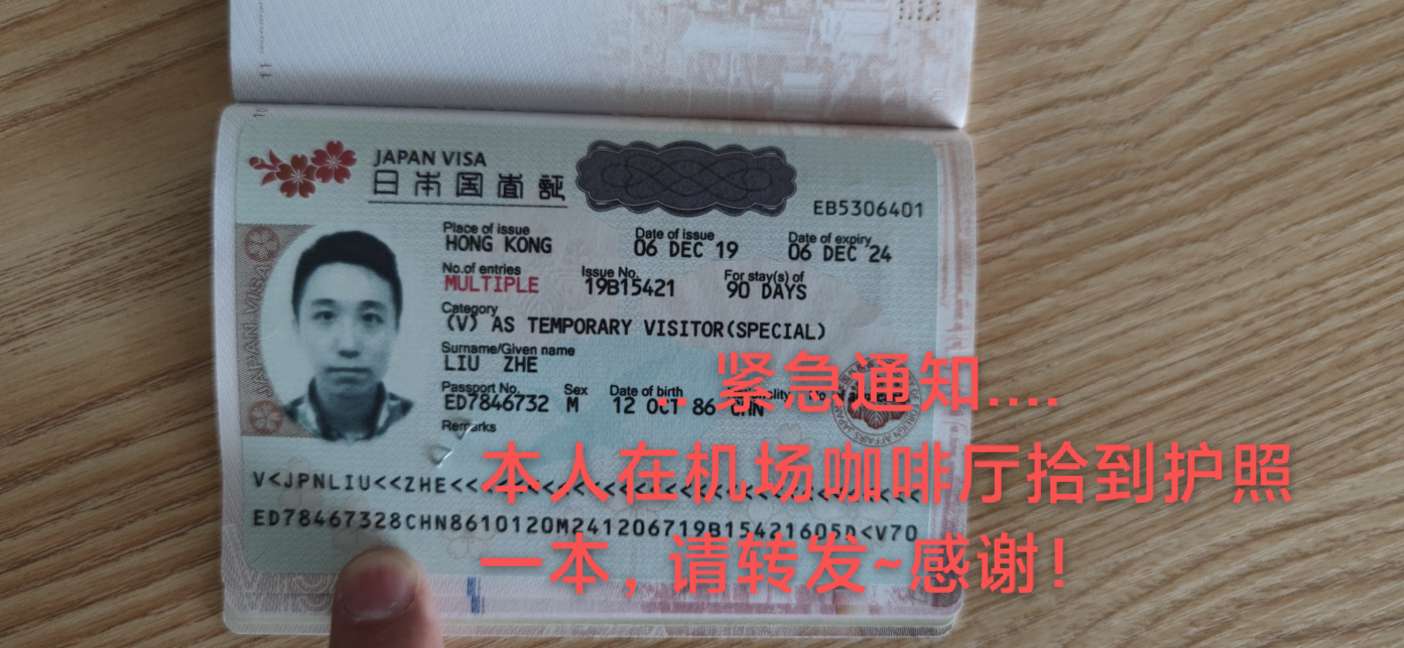 JAPAN VISA
日本国査証
EB5306401
Place of issue Date of issue Date of expiry
HONG KONG 06 DEC 19 06 DEC 24
No.of entries Issue No. For stay(s) of
MULTIPLE 19B15421 90 DAYS
Category
(V) AS TEMPORARY VISITOR(SPECIAL)
Surname/Given name
LIU ZHE
Passport No. Sex Date of birth
ED7846732 M 12 OCT 86 CHN
Remarks
.. 紧急通知....
V<JPNLIU<<ZHE<<
本人在机场咖啡厅拾到护照
ED78467328CHN8610120M241206719B15421605D<V70
一本，请转发~感谢！
JAPAN VISA